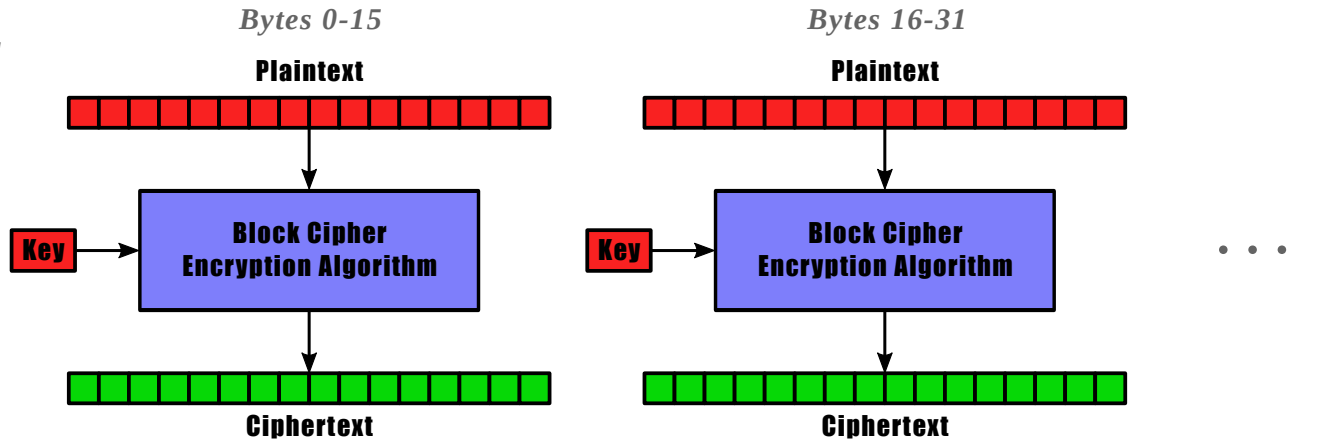 Bytes 0-15
Bytes 16-31
Plaintext
Plaintext
Key
Block Cipher
Encryption Algorithm
Key
Block Cipher
Encryption Algorithm
. . .
Ciphertext
Ciphertext